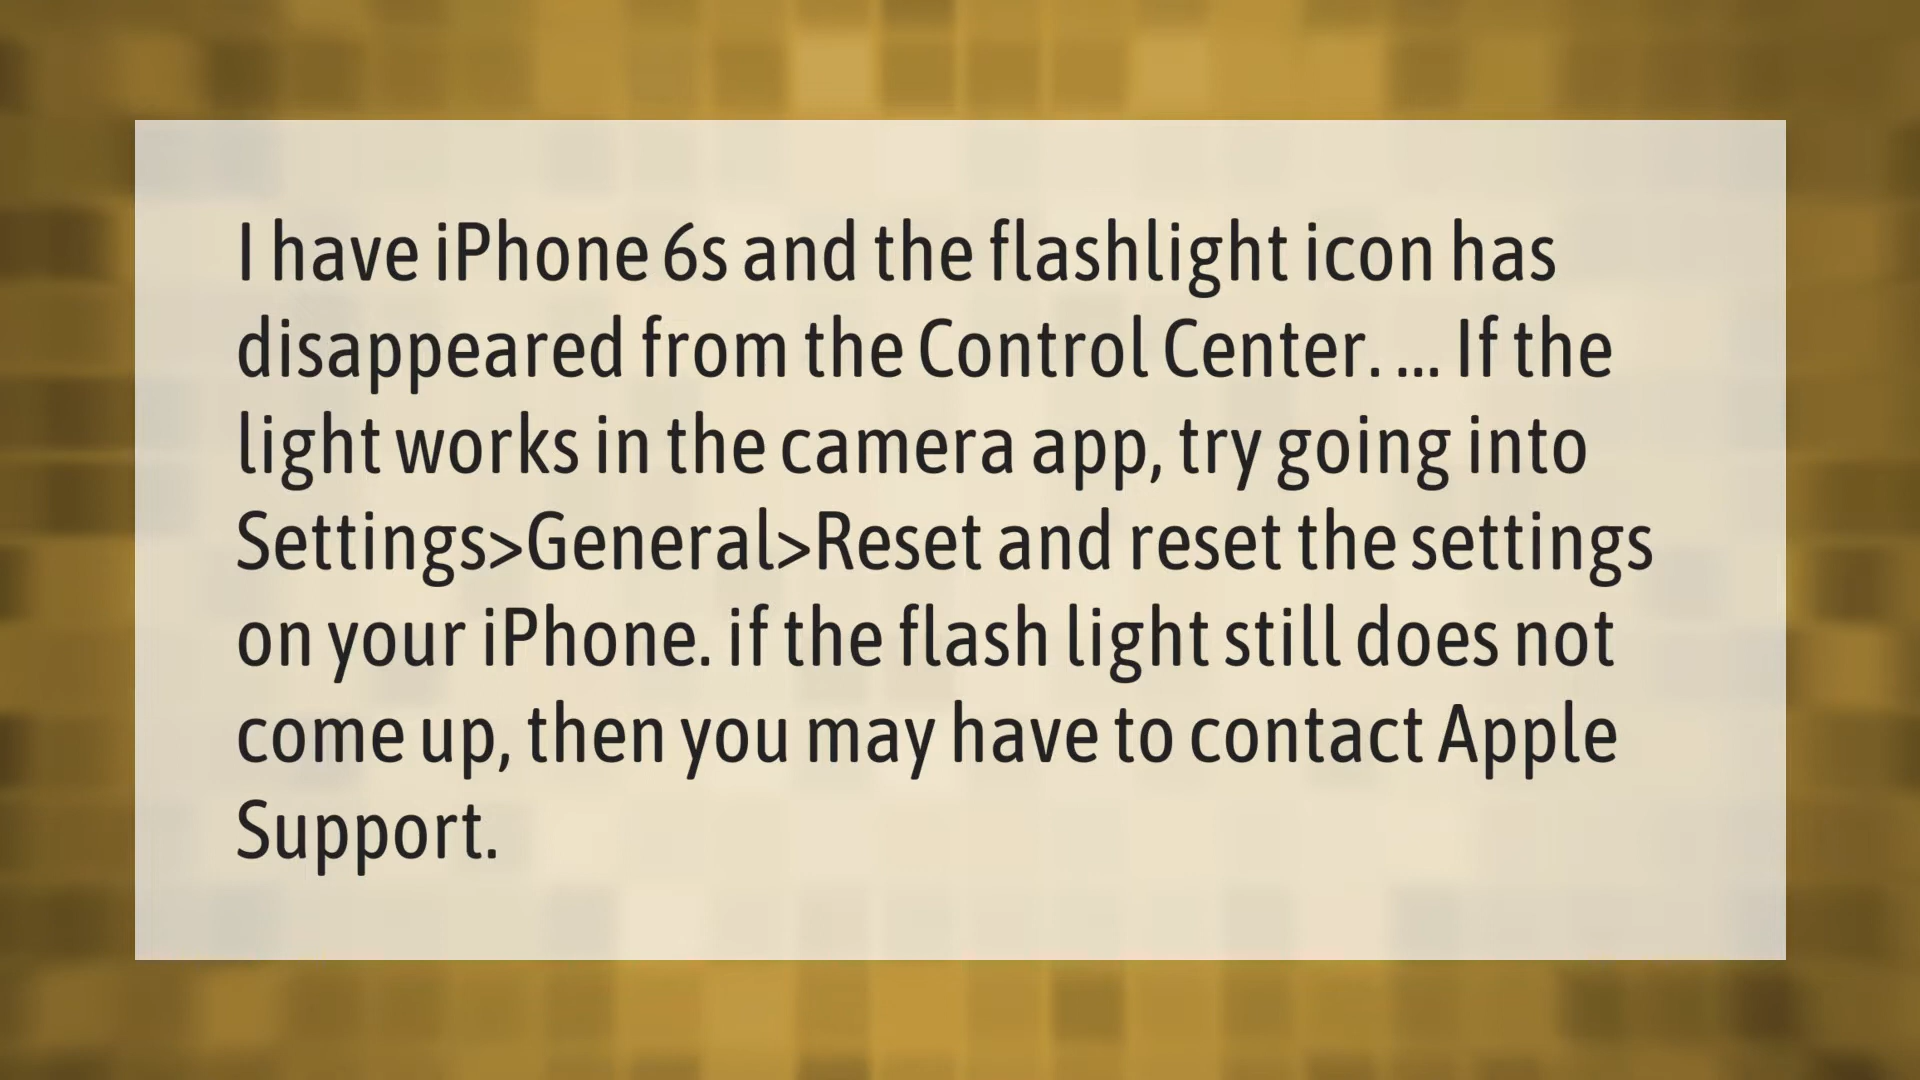 I have iPhone 6s and the flashlight icon has
disappeared from the Control Center. ... If the
light works in the camera app, try going into
Settings>General>Reset and reset the settings
on your iPhone. if the flash light still does not
come up, then you may have to contact Apple
Support.